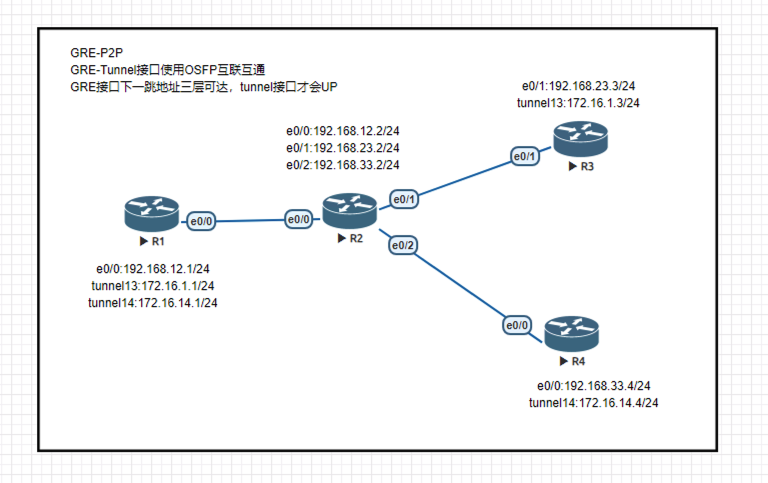 GRE-P2P
GRE-Tunnel接口使用OSFP互联互通
GRE接口下一跳地址三层可达，tunnel接口才会UP
e0/1:192.168.23.3/24
tunnel13:172.16.1.3/24
e0/0:192.168.12.2/24
e0/1:192.168.23.2/24
e0/2:192.168.33.2/24
e0/1
R3
e0/1
R1
e0/0
e0/0
R2
e0/2
e0/0:192.168.12.1/24
tunnel13:172.16.1.1/24
tunnel14:172.16.14.1/24
e0/0
R4
e0/0:192.168.33.4/24
tunnel14:172.16.14.4/24